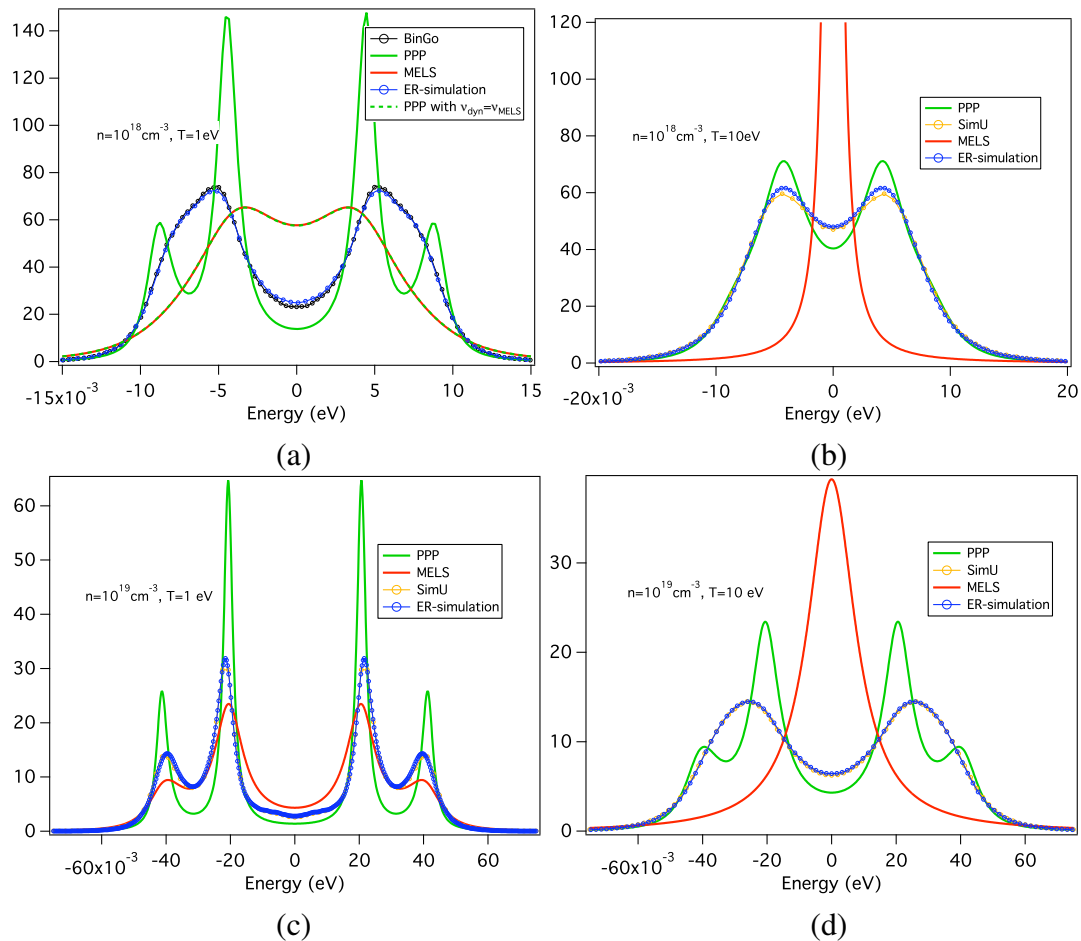 140
120
100
80
60
40
20
0
BinGo
PPP
MELS
ER-simulation
PPP with νdyn=νMELS
n=10^18cm^-3, T=1eV
-15x10^-3 -10 -5 0 5 10 15
Energy (eV)
(a)
120
100
80
60
40
20
0
PPP
SimU
MELS
ER-simulation
n=10^18cm^-3, T=10eV
-20x10^-3 -10 0 10 20
Energy (eV)
(b)
60
50
40
30
20
10
0
PPP
MELS
SimU
ER-simulation
n=10^19cm^-3, T=1 eV
-60x10^-3 -40 -20 0 20 40 60
Energy (eV)
(c)
30
20
10
0
PPP
SimU
MELS
ER-simulation
n=10^19cm^-3, T=10 eV
-60x10^-3 -40 -20 0 20 40 60
Energy (eV)
(d)